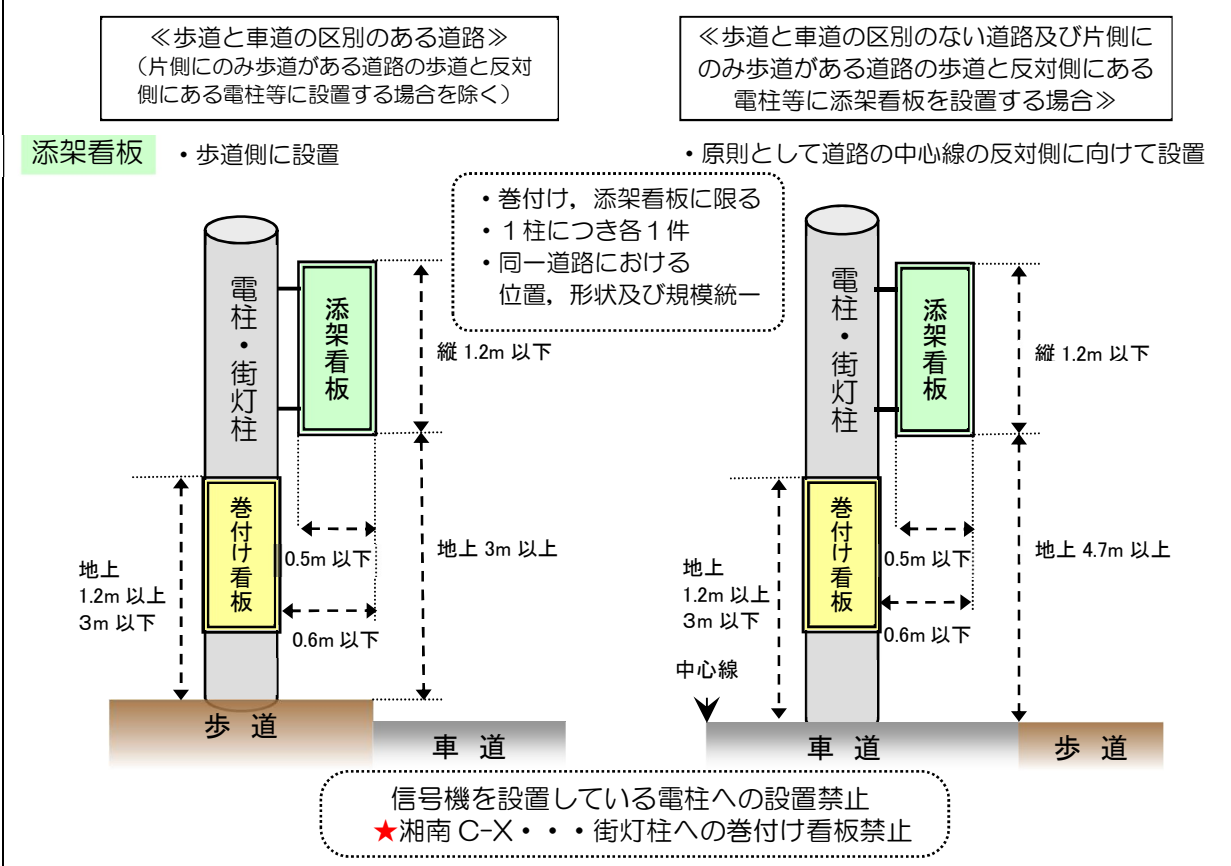 ≪歩道と車道の区別のある道路≫
（片側にのみ歩道がある道路の歩道と反対
側にある電柱等に設置する場合を除く）
≪歩道と車道の区別のない道路及び片側に
のみ歩道がある道路の歩道と反対側にある
電柱等に添架看板を設置する場合≫
添架看板
・歩道側に設置
・原則として道路の中心線の反対側に向けて設置
・巻付け，添架看板に限る
・１柱につき各１件
・同一道路における
位置，形状及び規模統一
電柱・街灯柱
添架看板
縦 1.2m 以下
巻付け看板
0.5m 以下
地上 3m 以上
地上
1.2m 以上
3m 以下
0.6m 以下
歩 道
車 道
電柱・街灯柱
添架看板
縦 1.2m 以下
巻付け看板
0.5m 以下
地上 4.7m 以上
地上
1.2m 以上
3m 以下
0.6m 以下
中心線
車 道
歩 道
信号機を設置している電柱への設置禁止
★湘南 C-X・・・街灯柱への巻付け看板禁止